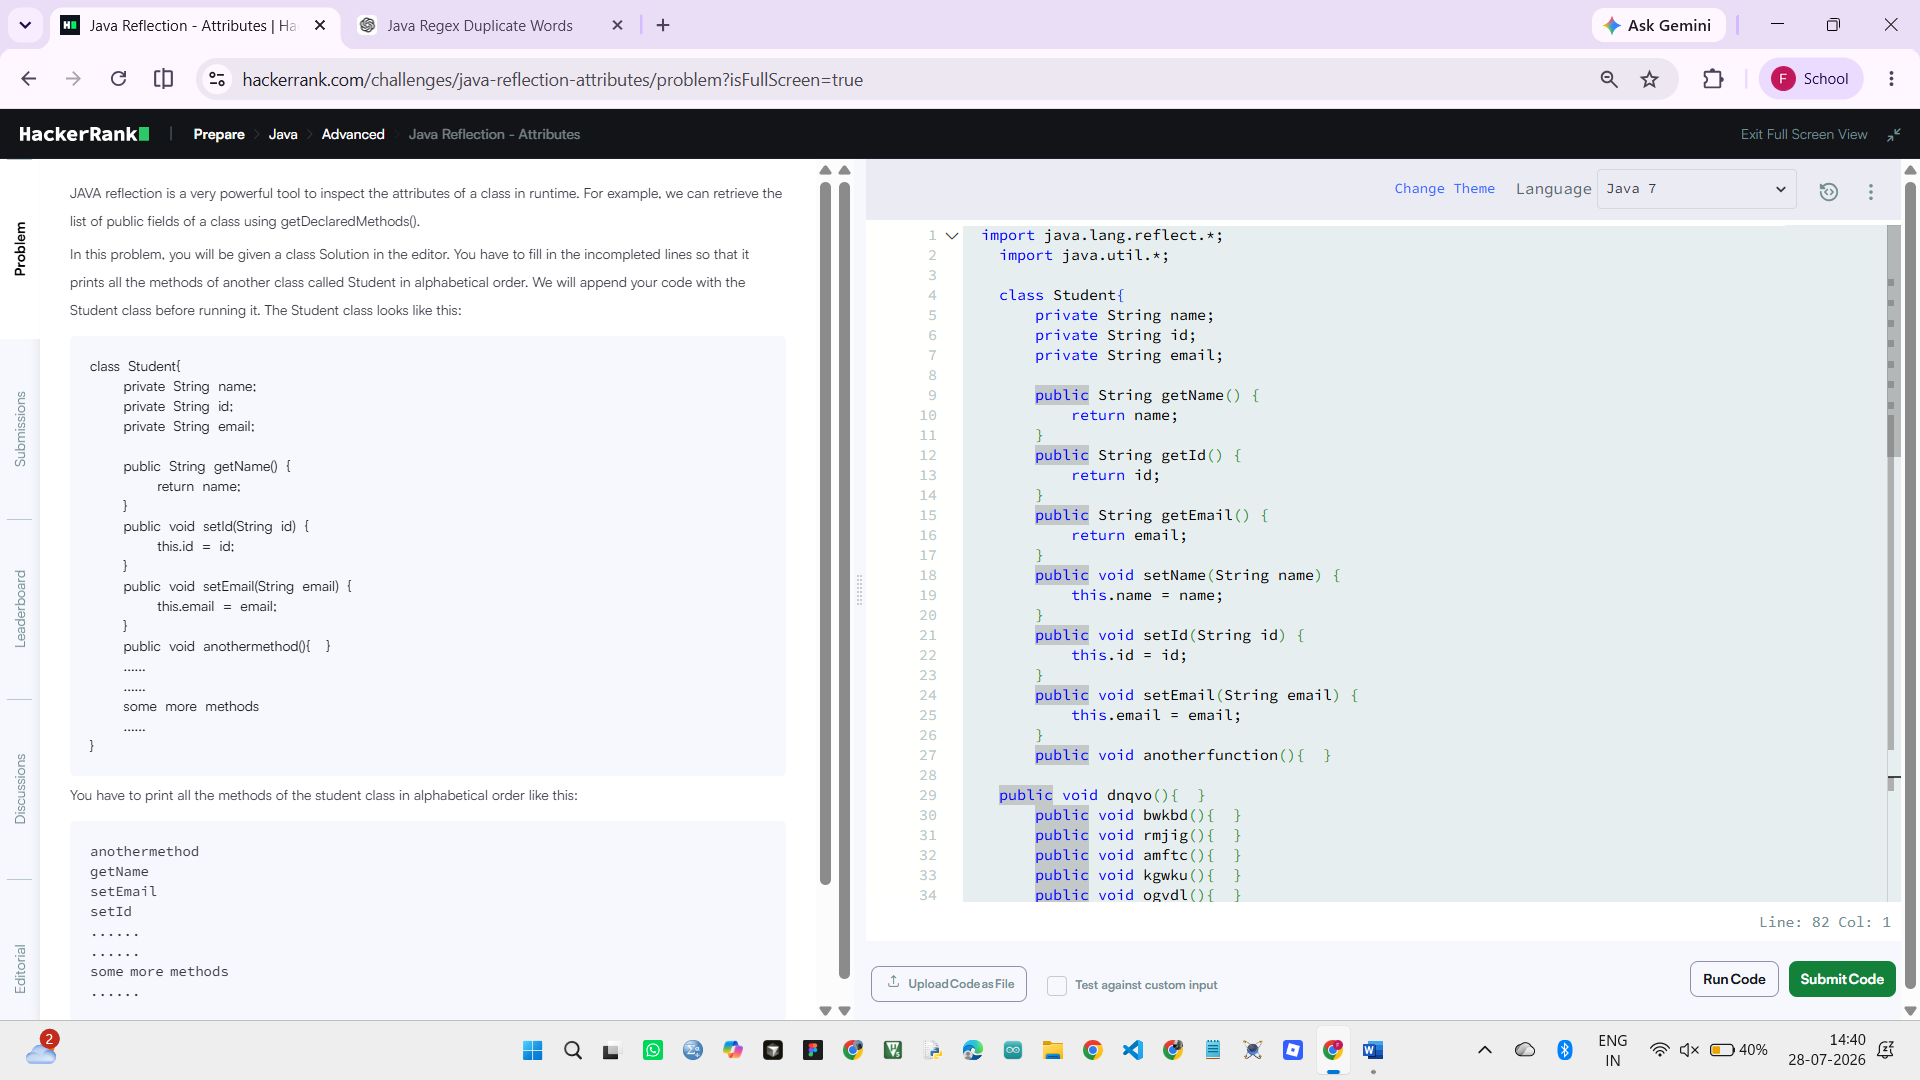 Java Reflection - Attributes | Ha
Java Regex Duplicate Words
Ask Gemini
hackerrank.com/challenges/java-reflection-attributes/problem?isFullScreen=true
F
School
HackerRank
Prepare
Java
Advanced
Java Reflection - Attributes
Exit Full Screen View
Problem
Submissions
Leaderboard
Discussions
Editorial
JAVA reflection is a very powerful tool to inspect the attributes of a class in runtime. For example, we can retrieve the
list of public fields of a class using getDeclaredMethods().
In this problem, you will be given a class Solution in the editor. You have to fill in the incompleted lines so that it
prints all the methods of another class called Student in alphabetical order. We will append your code with the
Student class before running it. The Student class looks like this:
class Student{
private String name;
private String id;
private String email;
public String getName() {
return name;
}
public void setId(String id) {
this.id = id;
}
public void setEmail(String email) {
this.email = email;
}
public void anothermethod(){ }
......
......
some more methods
......
}
You have to print all the methods of the student class in alphabetical order like this:
anothermethod
getName
setEmail
setId
......
......
some more methods
......
Change Theme
Language
Java 7
1 import java.lang.reflect.*;
2 import java.util.*;
3
4 class Student{
5 private String name;
6 private String id;
7 private String email;
8
9 public String getName() {
10 return name;
11 }
12 public String getId() {
13 return id;
14 }
15 public String getEmail() {
16 return email;
17 }
18 public void setName(String name) {
19 this.name = name;
20 }
21 public void setId(String id) {
22 this.id = id;
23 }
24 public void setEmail(String email) {
25 this.email = email;
26 }
27 public void anotherfunction(){ }
28
29 public void dnqvo(){ }
30 public void bwkbd(){ }
31 public void rmjig(){ }
32 public void amftc(){ }
33 public void kgwku(){ }
34 public void ogvdl(){ }
Line: 82 Col: 1
Upload Code as File
Test against custom input
Run Code
Submit Code
2
ENG
IN
40%
14:40
28-07-2026